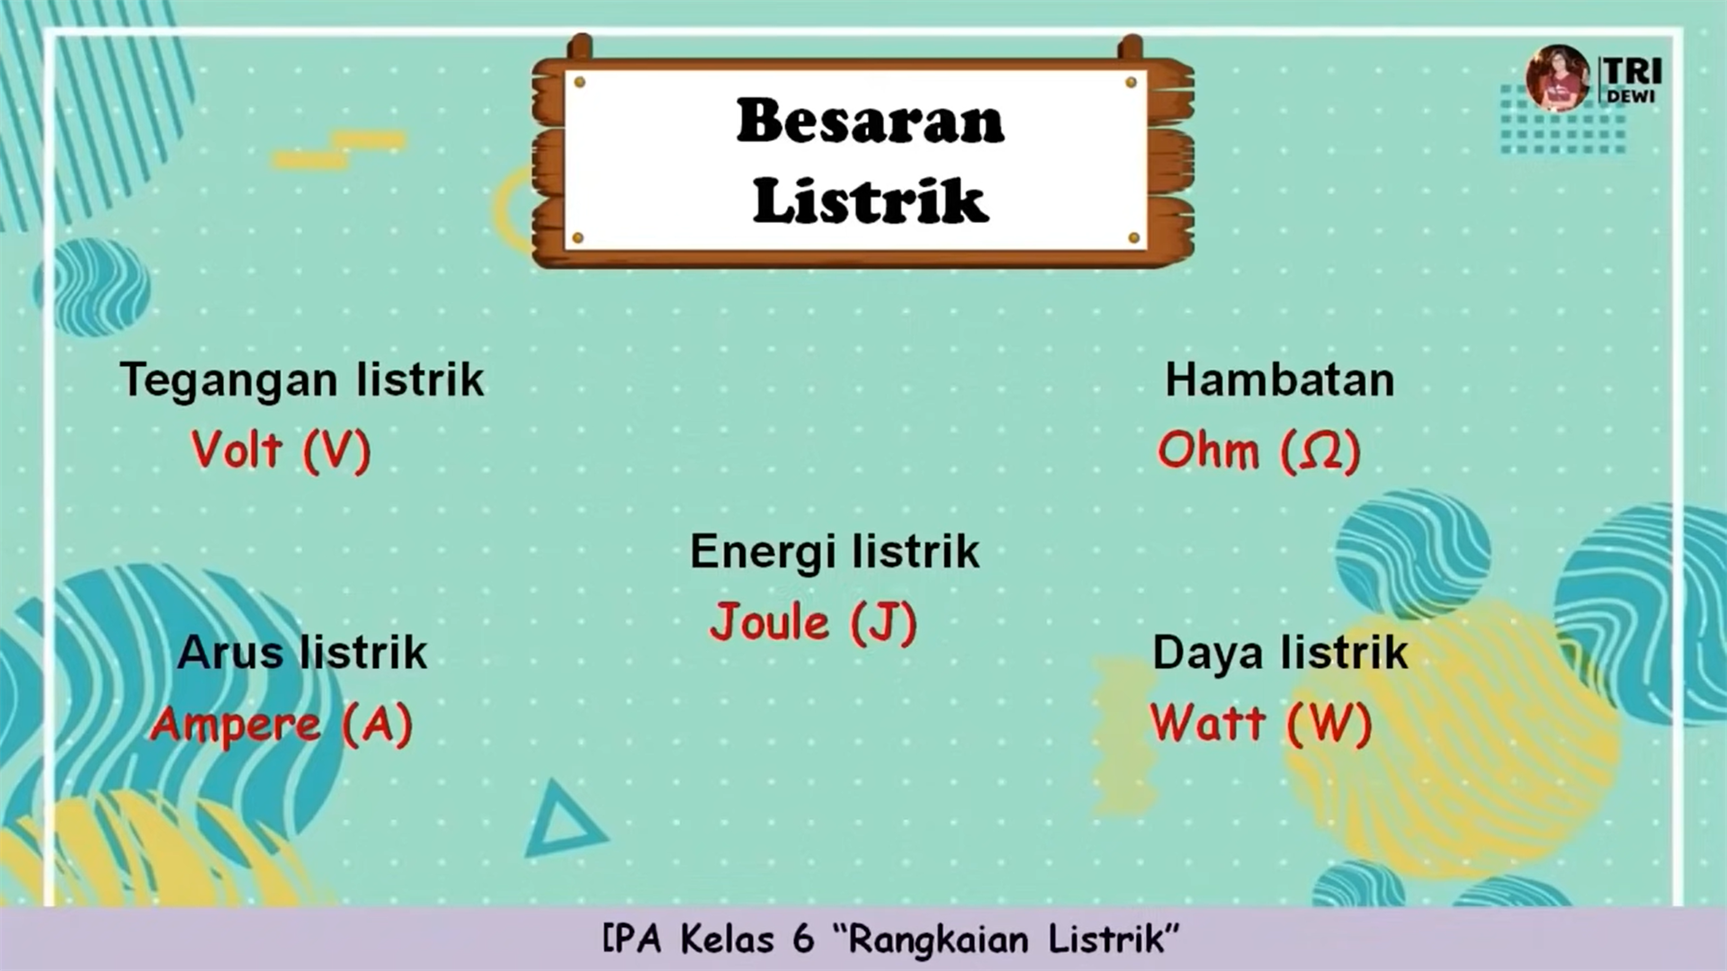 Besaran
Listrik
TRI
DEWI
Tegangan listrik
Volt (V)
Hambatan
Ohm (Ω)
Energi listrik
Joule (J)
Arus listrik
Ampere (A)
Daya listrik
Watt (W)
IPA Kelas 6 “Rangkaian Listrik”